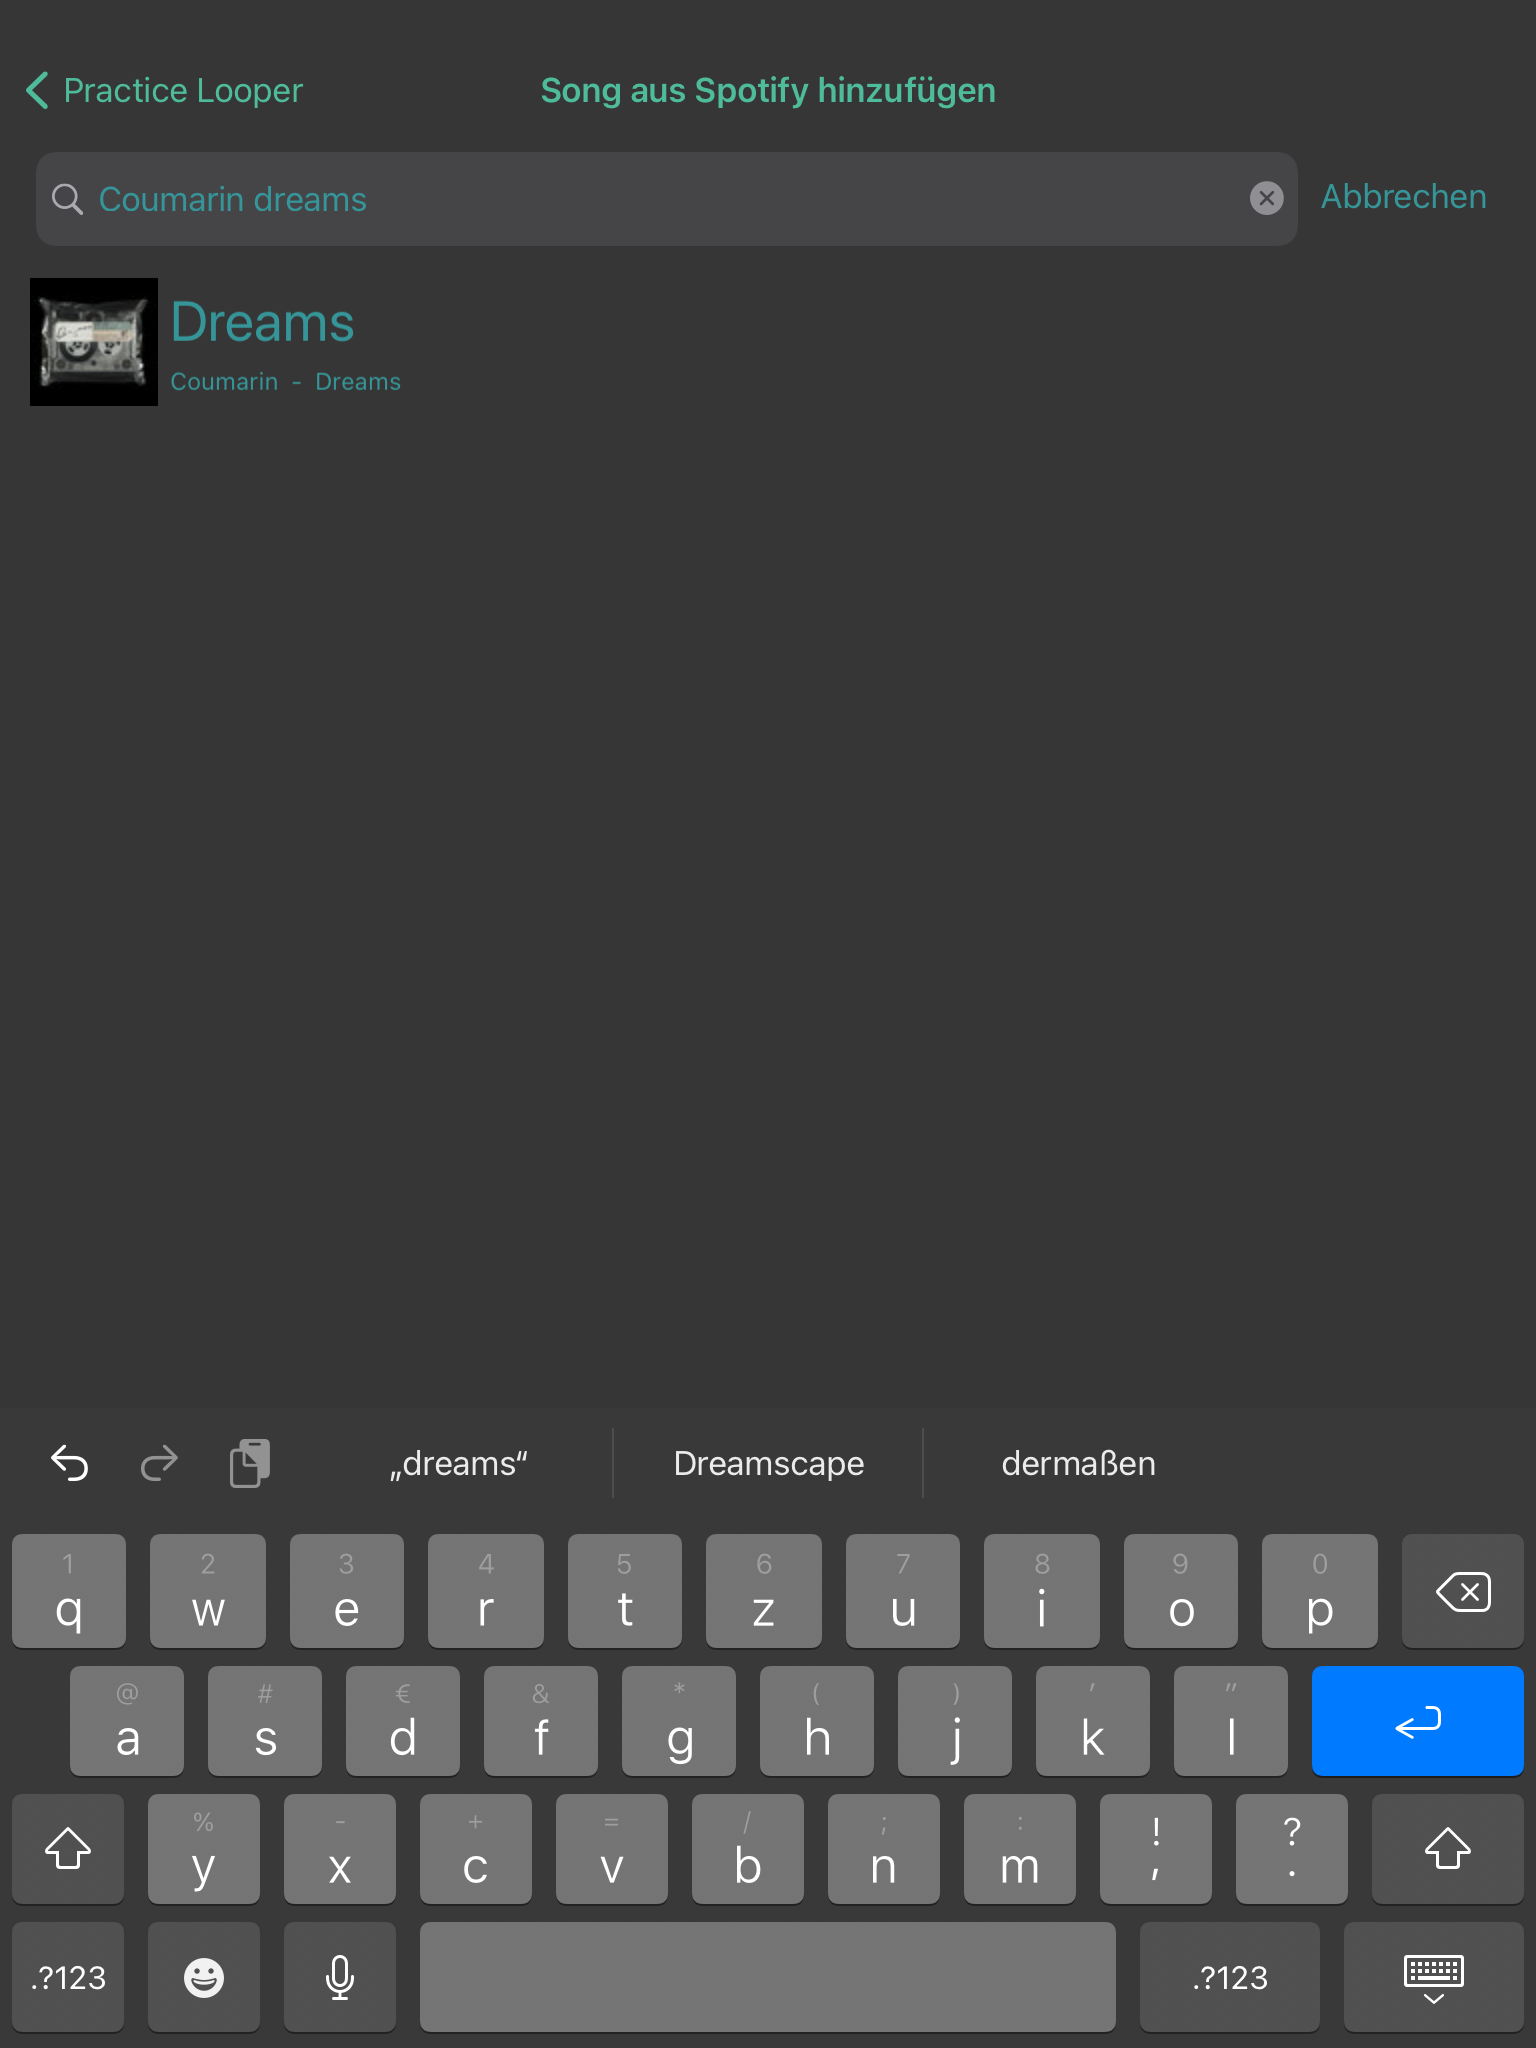 Practice Looper
Song aus Spotify hinzufügen
Coumarin dreams
Abbrechen
Dreams
Coumarin - Dreams
„dreams“
Dreamscape
dermaßen
1 2 3 4 5 6 7 8 9 0
q w e r t z u i o p
@ # € & * ( ) ′ ″
a s d f g h j k l
% - + = / ; : ! ?
y x c v b n m , .
.?123
.?123